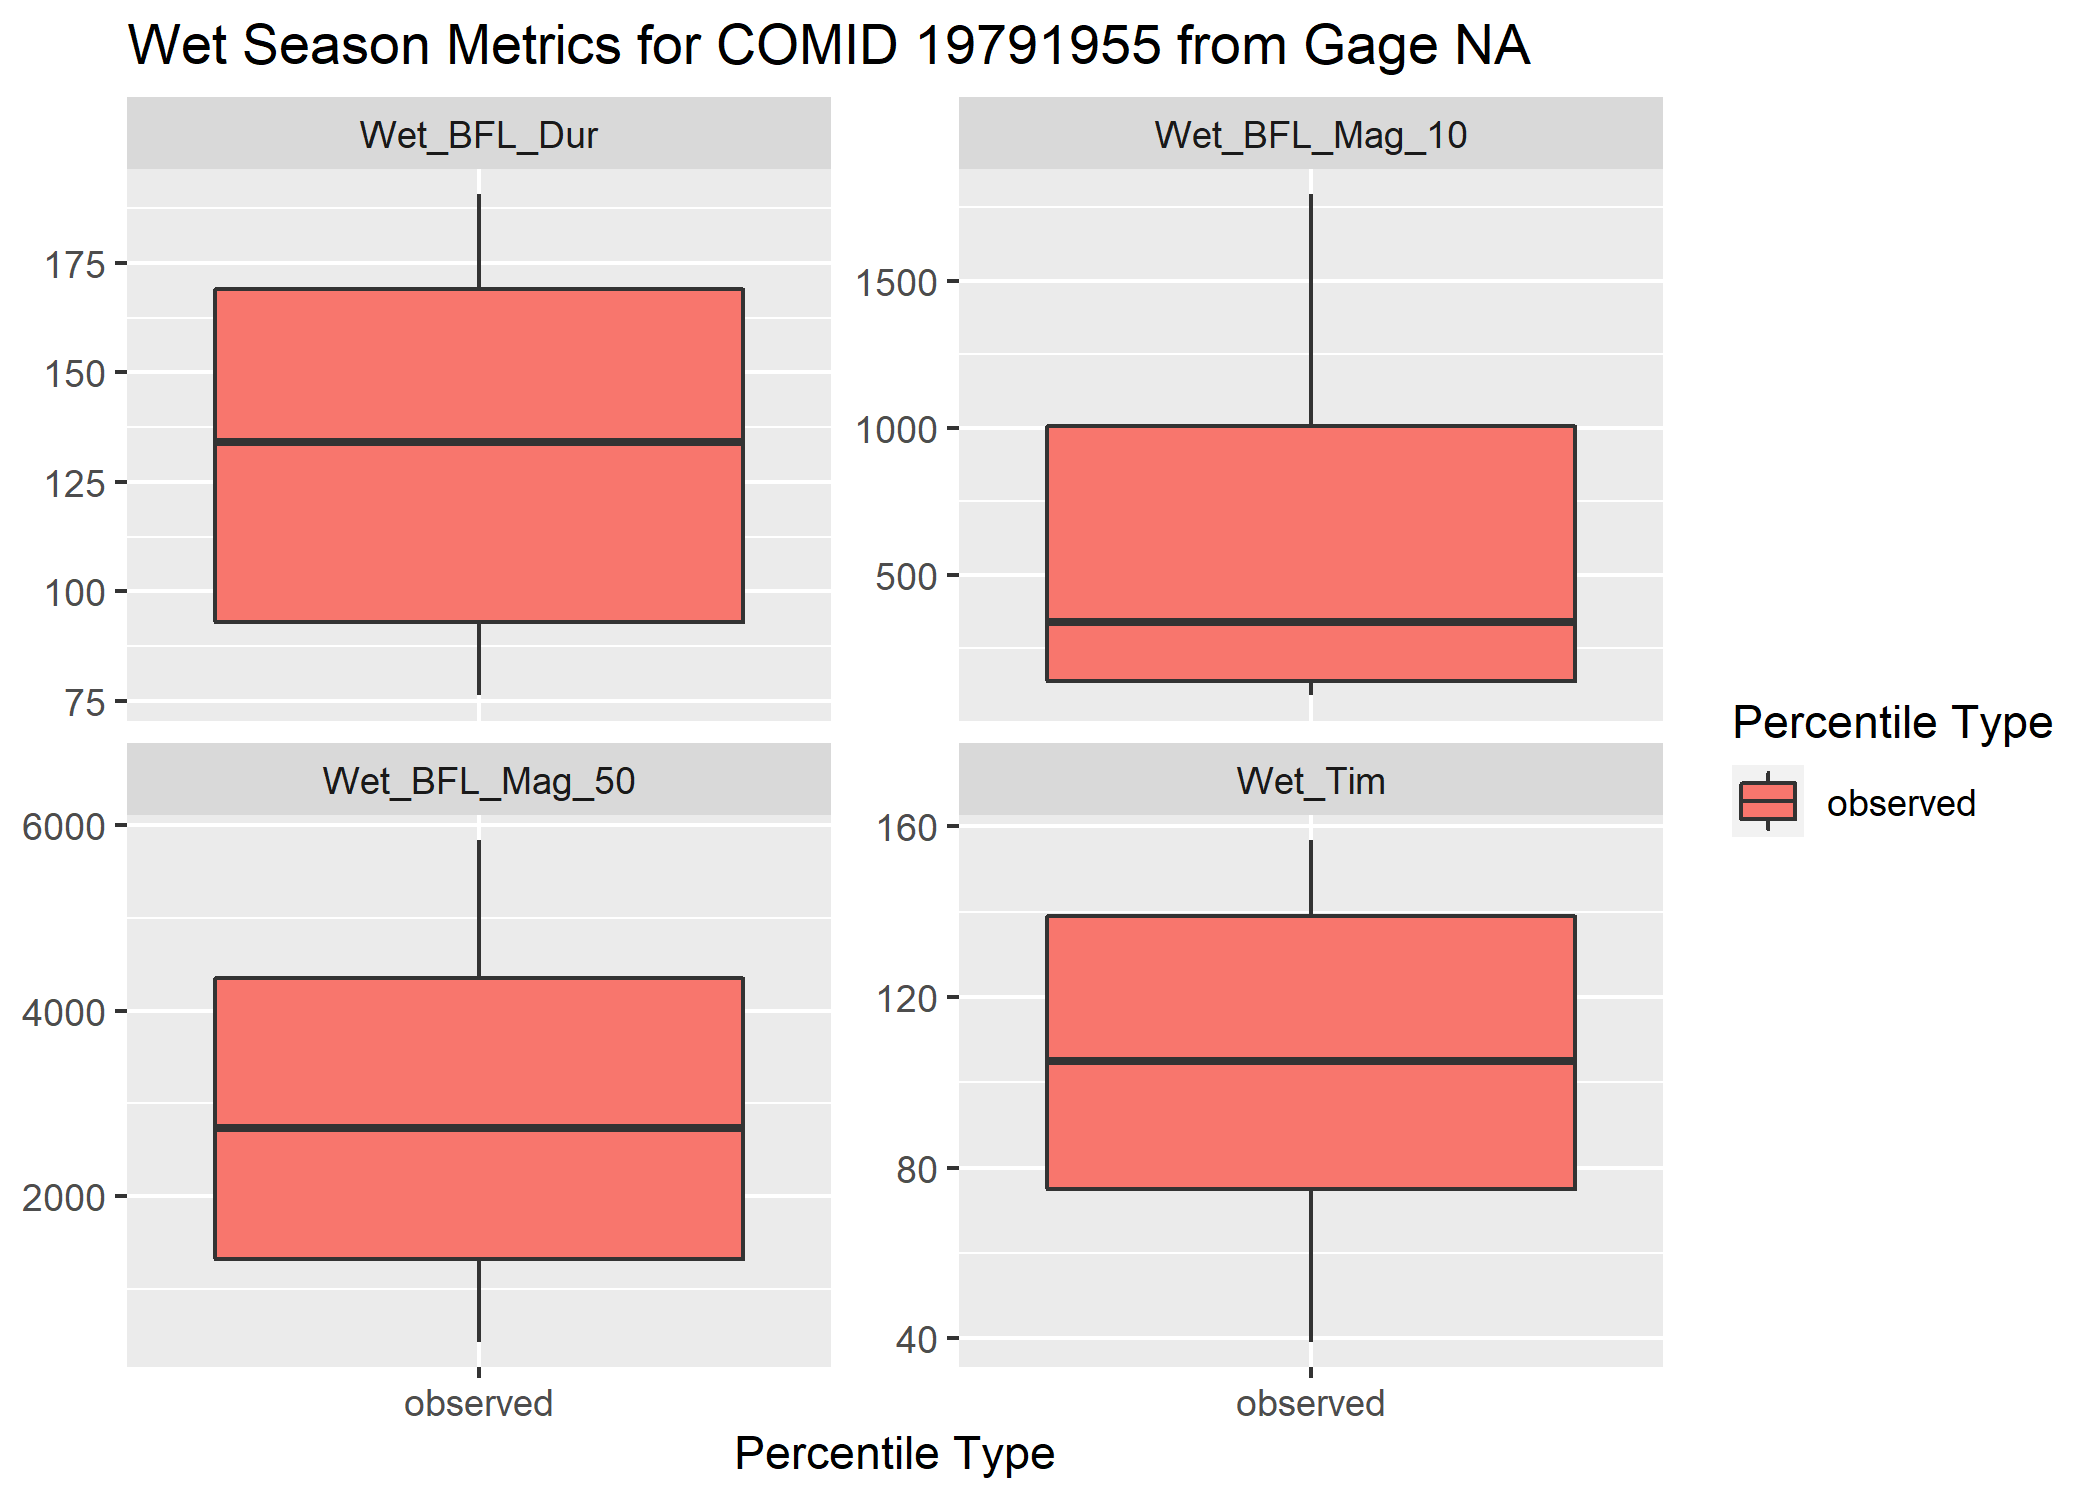 Wet Season Metrics for COMID 19791955 from Gage NA
Wet_BFL_Dur
175
150
125
100
75
Wet_BFL_Mag_10
1500
1000
500
Wet_BFL_Mag_50
6000
4000
2000
observed
Wet_Tim
160
120
80
40
observed
Percentile Type
Percentile Type
observed